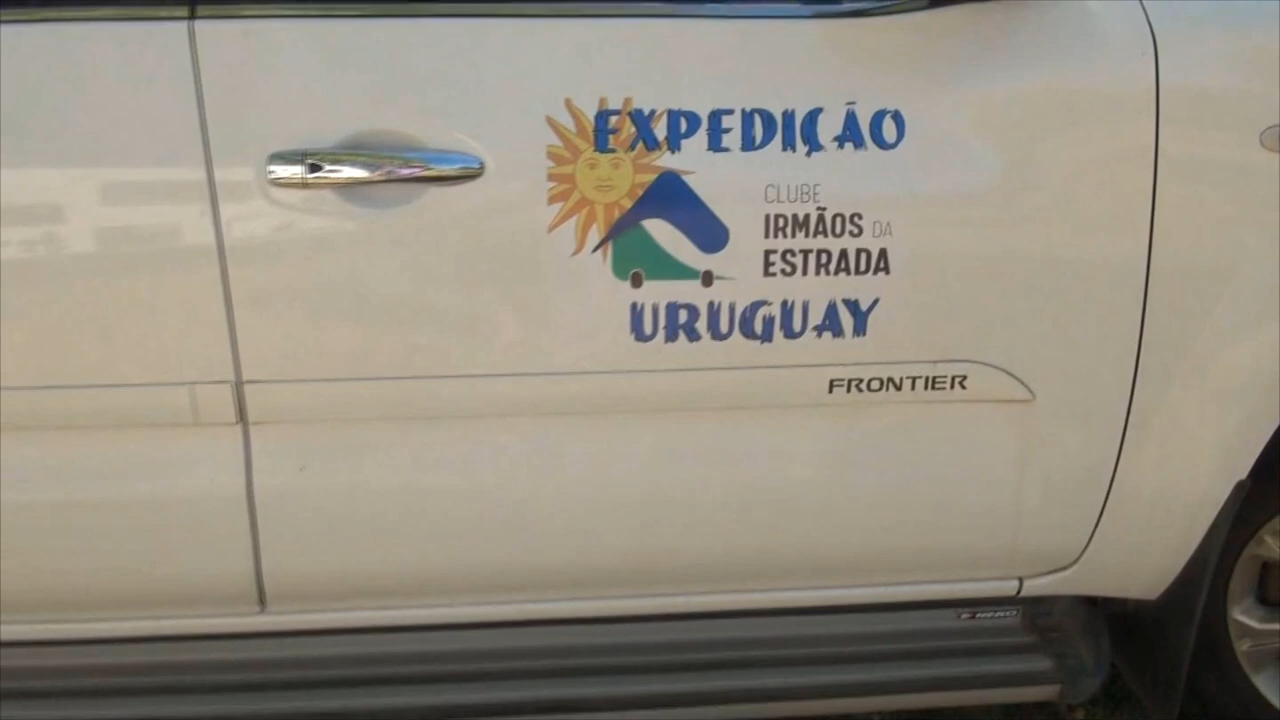 EXPEDIÇÃO
CLUBE
IRMÃOS DA
ESTRADA
URUGUAY
FRONTIER